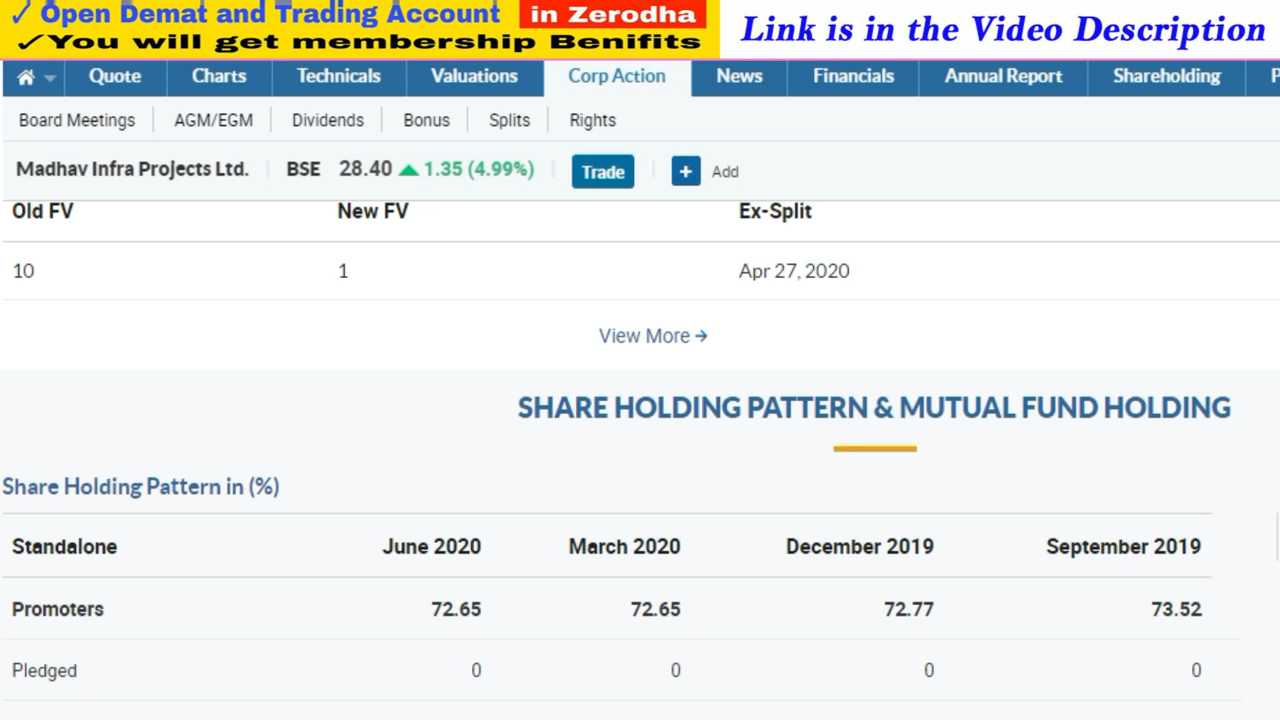 ✓ Open Demat and Trading Account in Zerodha
✓You will get membership Benifits
Link is in the Video Description
Quote Charts Technicals Valuations Corp Action News Financials Annual Report Shareholding P
Board Meetings AGM/EGM Dividends Bonus Splits Rights
Madhav Infra Projects Ltd. BSE 28.40 1.35 (4.99%) Trade + Add
Old FV New FV Ex-Split
10 1 Apr 27, 2020
View More →
SHARE HOLDING PATTERN & MUTUAL FUND HOLDING
Share Holding Pattern in (%)
Standalone June 2020 March 2020 December 2019 September 2019
Promoters 72.65 72.65 72.77 73.52
Pledged 0 0 0 0